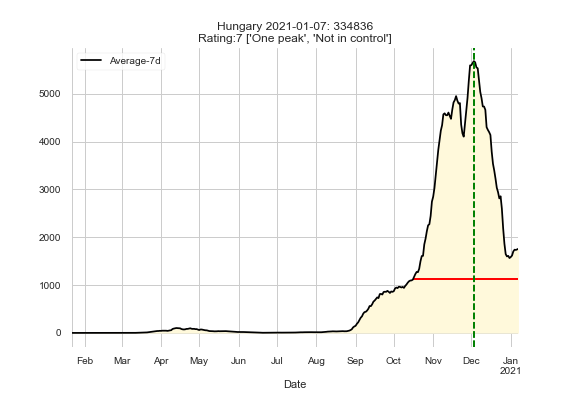 Hungary 2021-01-07: 334836
Rating:7 ['One peak', 'Not in control']
Average-7d
5000
4000
3000
2000
1000
0
Feb Mar Apr May Jun Jul Aug Sep Oct Nov Dec Jan
2021
Date